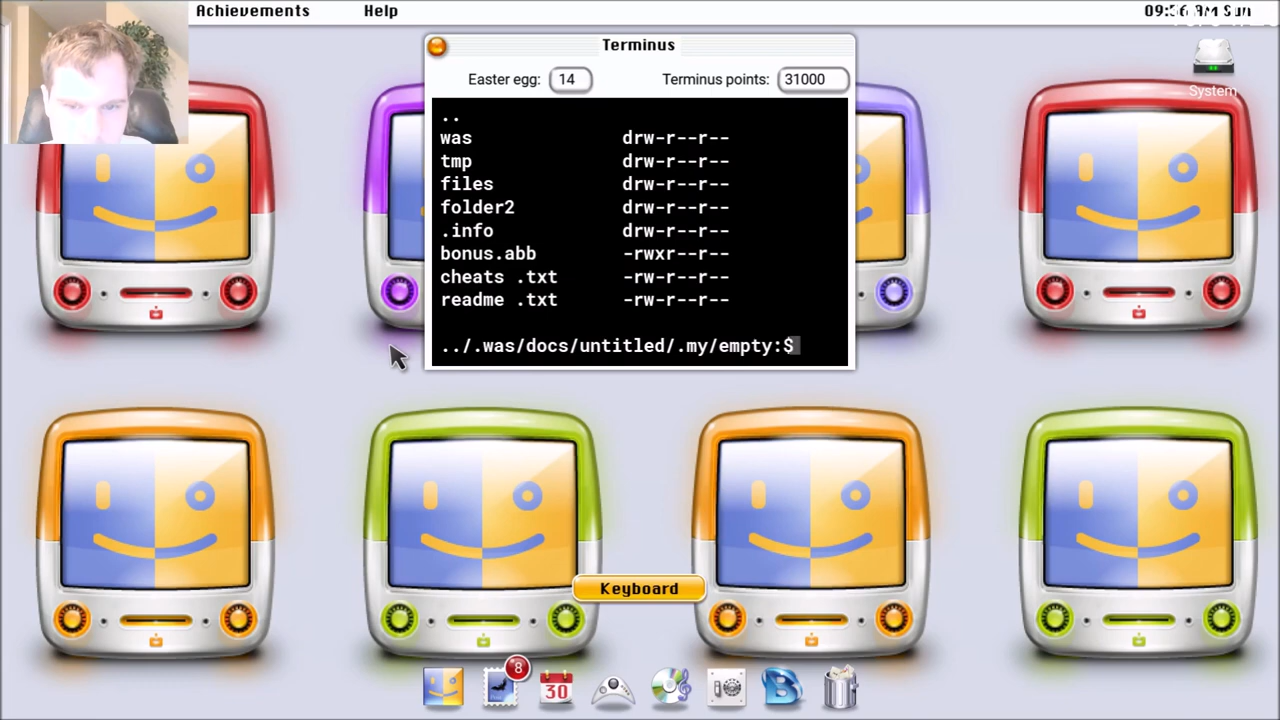 Achievements Help 09:56 AM Sun
Terminus
Easteregg: 14 Terminus points: 31000
System
..
was drw-r--r--
tmp drw-r--r--
files drw-r--r--
folder2 drw-r--r--
.info drw-r--r--
bonus.abb -rwxr--r--
cheats .txt -rw-r--r--
readme .txt -rw-r--r--
../.was/docs/untitled/.my/empty:$
Keyboard
8
30
B